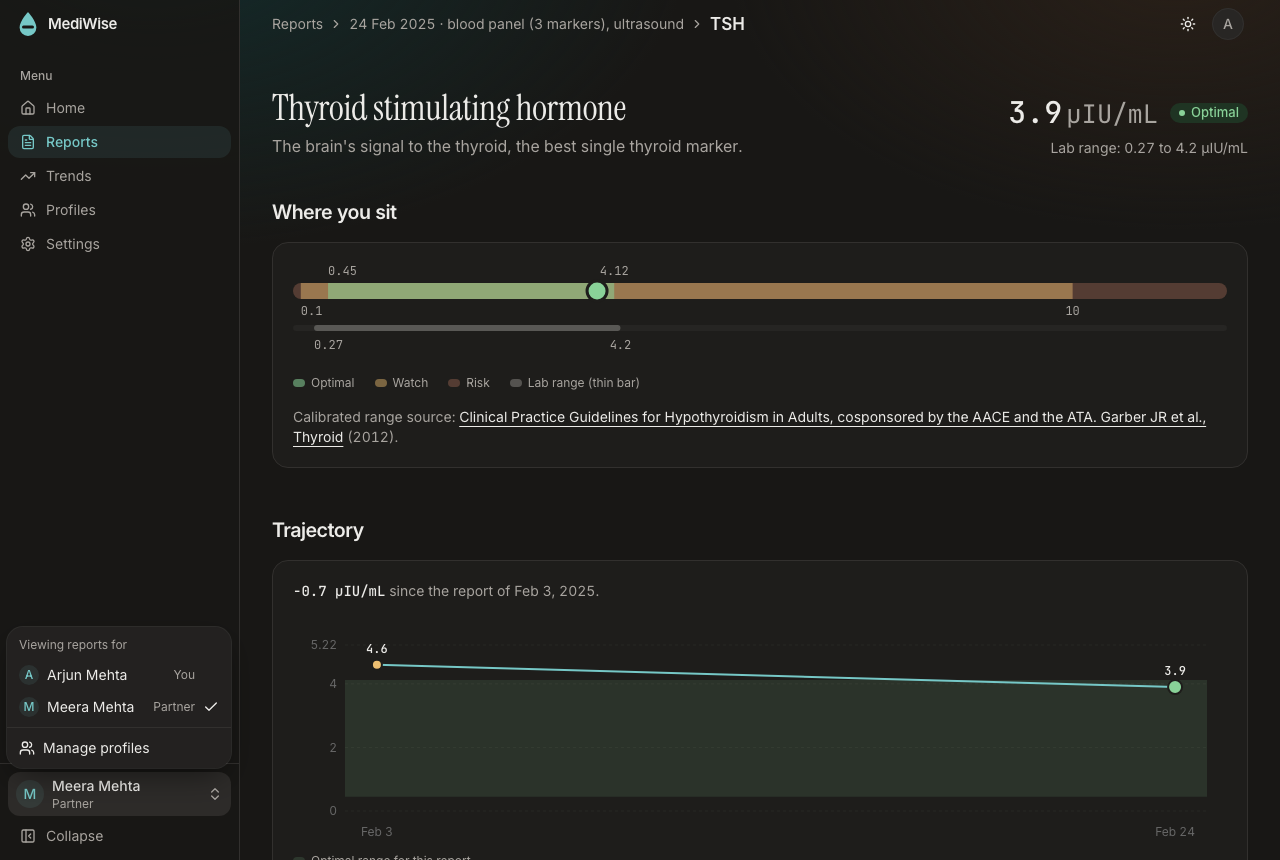 MediWise
Menu
Home
Reports
Trends
Profiles
Settings
Viewing reports for
A Arjun Mehta You
M Meera Mehta Partner
Manage profiles
M Meera Mehta
Partner
Collapse
Reports > 24 Feb 2025 · blood panel (3 markers), ultrasound > TSH
A
Thyroid stimulating hormone
The brain's signal to the thyroid, the best single thyroid marker.
3.9 µIU/mL Optimal
Lab range: 0.27 to 4.2 µIU/mL
Where you sit
0.45 4.12
0.1 10
0.27 4.2
Optimal Watch Risk Lab range (thin bar)
Calibrated range source: Clinical Practice Guidelines for Hypothyroidism in Adults, cosponsored by the AACE and the ATA. Garber JR et al.,
Thyroid (2012).
Trajectory
-0.7 µIU/mL since the report of Feb 3, 2025.
5.22
4.6
3.9
4
2
0
Feb 3 Feb 24
Optimal range for this report